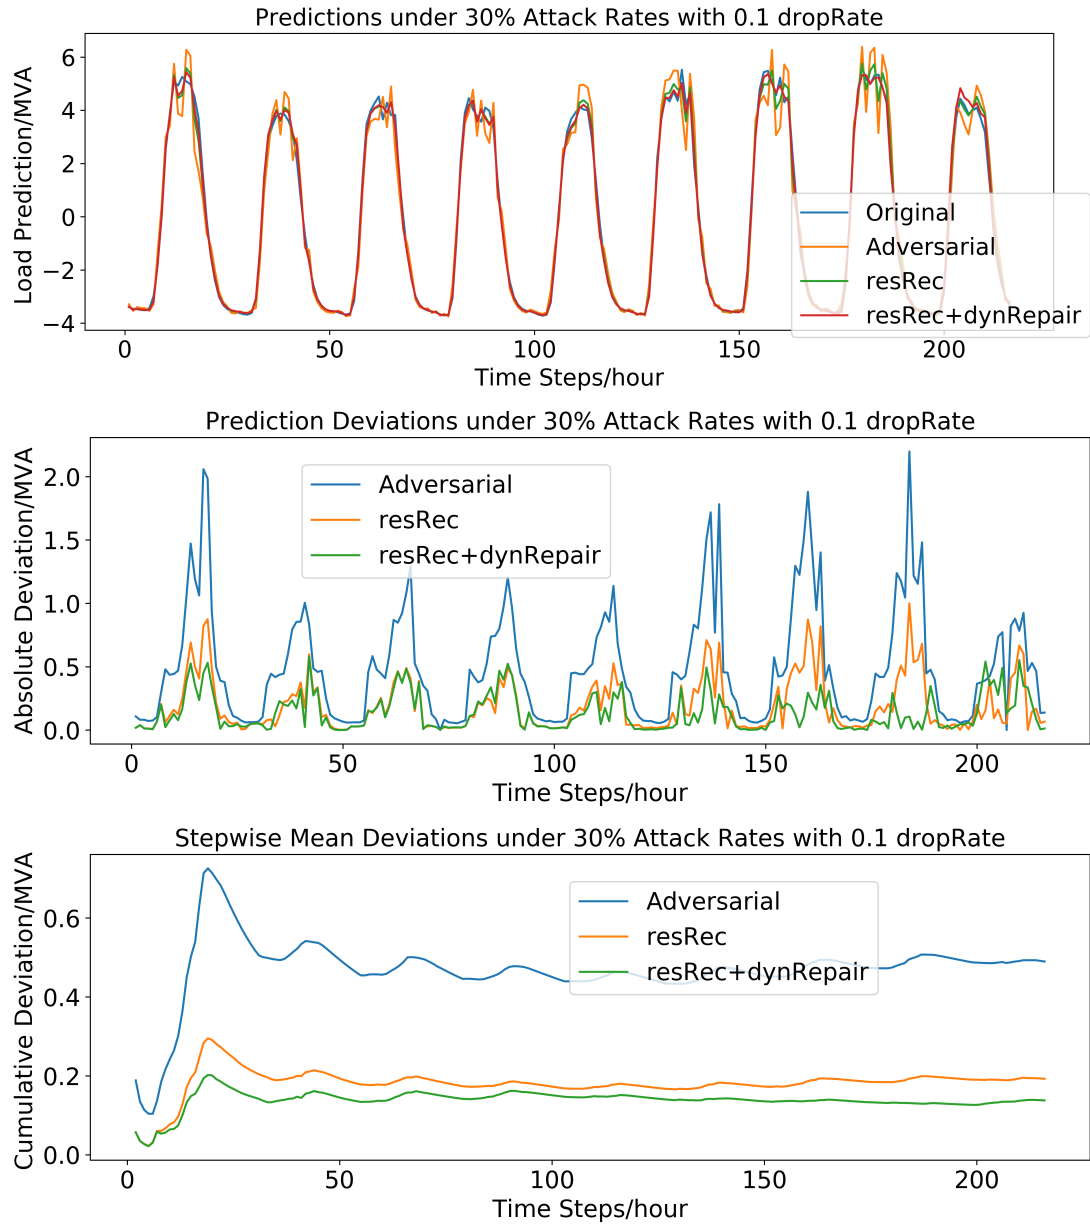 Predictions under 30% Attack Rates with 0.1 dropRate
Load Prediction/MVA
6
4
2
0
−2
−4
Original
Adversarial
resRec
resRec+dynRepair
0 50 100 150 200
Time Steps/hour
Prediction Deviations under 30% Attack Rates with 0.1 dropRate
Absolute Deviation/MVA
2.0
1.5
1.0
0.5
0.0
Adversarial
resRec
resRec+dynRepair
0 50 100 150 200
Time Steps/hour
Stepwise Mean Deviations under 30% Attack Rates with 0.1 dropRate
Cumulative Deviation/MVA
0.6
0.4
0.2
0.0
Adversarial
resRec
resRec+dynRepair
0 50 100 150 200
Time Steps/hour